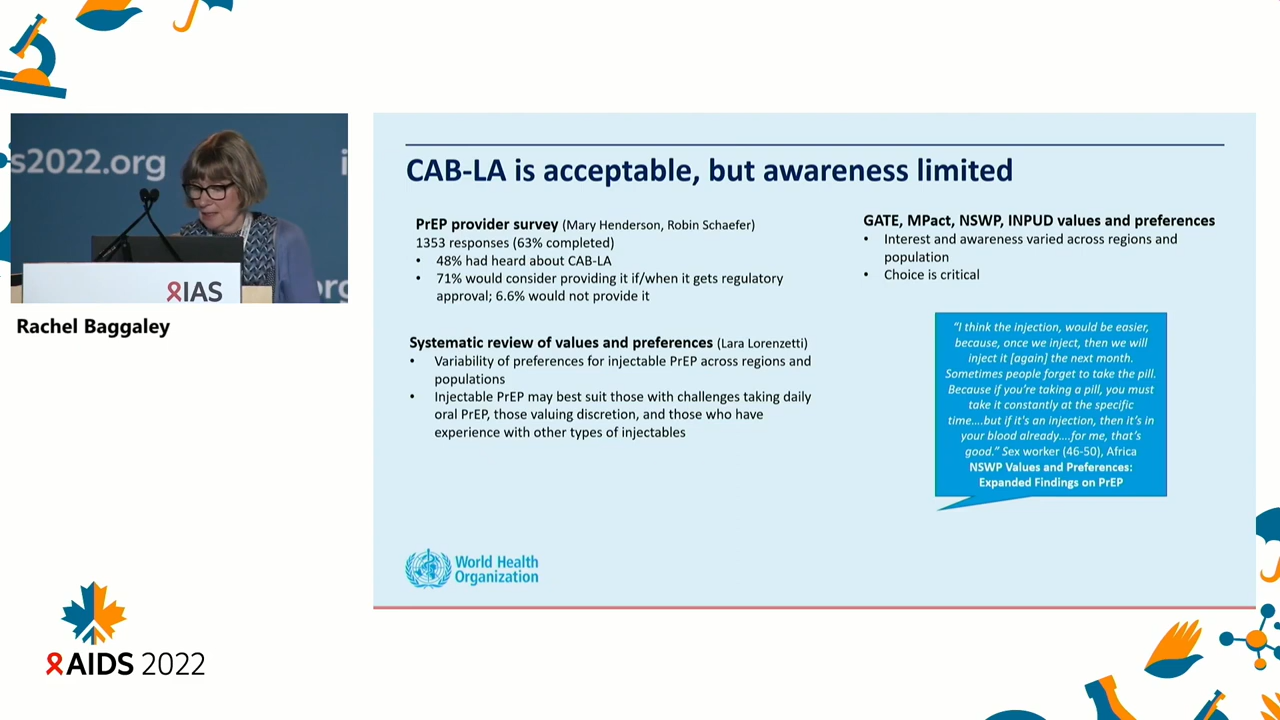 s2022.org
i
IAS
org
Rachel Baggaley
CAB-LA is acceptable, but awareness limited
PrEP provider survey (Mary Henderson, Robin Schaefer)
1353 responses (63% completed)
• 48% had heard about CAB-LA
• 71% would consider providing it if/when it gets regulatory
approval; 6.6% would not provide it
Systematic review of values and preferences (Lara Lorenzetti)
• Variability of preferences for injectable PrEP across regions and
populations
• Injectable PrEP may best suit those with challenges taking daily
oral PrEP, those valuing discretion, and those who have
experience with other types of injectables
GATE, MPact, NSWP, INPUD values and preferences
• Interest and awareness varied across regions and
population
• Choice is critical
“I think the injection, would be easier,
because, once we inject, then we will
inject it [again] the next month.
Sometimes people forget to take the pill.
Because if you’re taking a pill, you must
take it constantly at the specific
time....but if it's an injection, then it’s in
your blood already....for me, that’s
good.” Sex worker (46-50), Africa
NSWP Values and Preferences:
Expanded Findings on PrEP
World Health
Organization
AIDS 2022